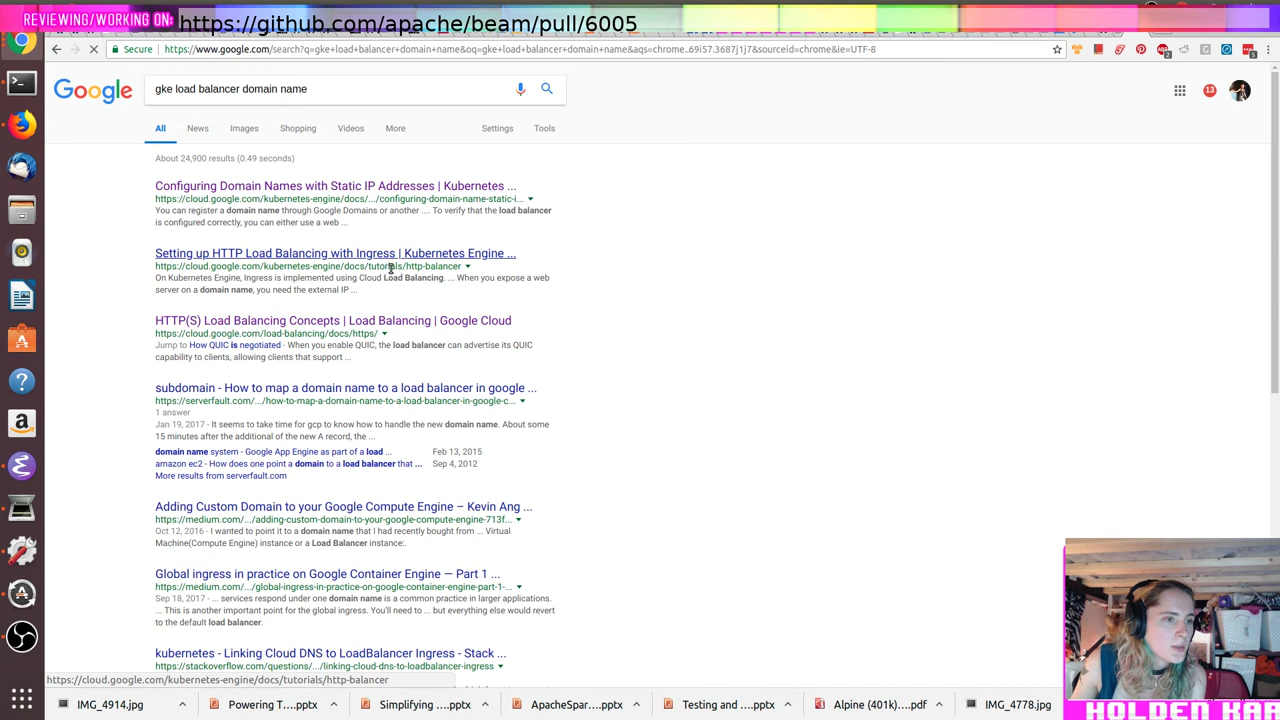 REVIEWING/WORKING ON: https://github.com/apache/beam/pull/6005
Secure https://www.google.com/search?q=gke+load+balancer+domain+name&oq=gke+load+balancer+domain+name&aqs=chrome..69i57.3687j1j7&sourceid=chrome&ie=UTF-8
Google gke load balancer domain name
13
All News Images Shopping Videos More Settings Tools
About 24,900 results (0.49 seconds)
Configuring Domain Names with Static IP Addresses | Kubernetes ...
https://cloud.google.com/kubernetes-engine/docs/.../configuring-domain-name-static-i...
You can register a domain name through Google Domains or another .... To verify that the load balancer
is configured correctly, you can either use a web ...
Setting up HTTP Load Balancing with Ingress | Kubernetes Engine ...
https://cloud.google.com/kubernetes-engine/docs/tutorials/http-balancer
On Kubernetes Engine, Ingress is implemented using Cloud Load Balancing. ... When you expose a web
server on a domain name, you need the external IP ...
HTTP(S) Load Balancing Concepts | Load Balancing | Google Cloud
https://cloud.google.com/load-balancing/docs/https/
Jump to How QUIC is negotiated - When you enable QUIC, the load balancer can advertise its QUIC
capability to clients, allowing clients that support ...
subdomain - How to map a domain name to a load balancer in google ...
https://serverfault.com/.../how-to-map-a-domain-name-to-a-load-balancer-in-google-c...
1 answer
Jan 19, 2017 - It seems to take time for gcp to know how to handle the new domain name. About some
15 minutes after the additional of the new A record, the ...
domain name system - Google App Engine as part of a load ... Feb 13, 2015
amazon ec2 - How does one point a domain to a load balancer that ... Sep 4, 2012
More results from serverfault.com
Adding Custom Domain to your Google Compute Engine – Kevin Ang ...
https://medium.com/.../adding-custom-domain-to-your-google-compute-engine-713f...
Oct 12, 2016 - I wanted to point it to a domain name that I had recently bought from ... Virtual
Machine(Compute Engine) instance or a Load Balancer instance:.
Global ingress in practice on Google Container Engine — Part 1 ...
https://medium.com/.../global-ingress-in-practice-on-google-container-engine-part-1-...
Sep 18, 2017 - ... services respond under one domain name is a common practice in larger applications.
... This is another important point for the global ingress. You'll need to ... but everything else would revert
to the default load balancer.
kubernetes - Linking Cloud DNS to LoadBalancer Ingress - Stack ...
https://stackoverflow.com/questions/.../linking-cloud-dns-to-loadbalancer-ingress
https://cloud.google.com/kubernetes-engine/docs/tutorials/http-balancer
IMG_4914.jpg Powering T....pptx Simplifying ....pptx ApacheSpar....pptx Testing and ....pptx Alpine (401k)....pdf IMG_4778.jpg
HOLDEN KAR